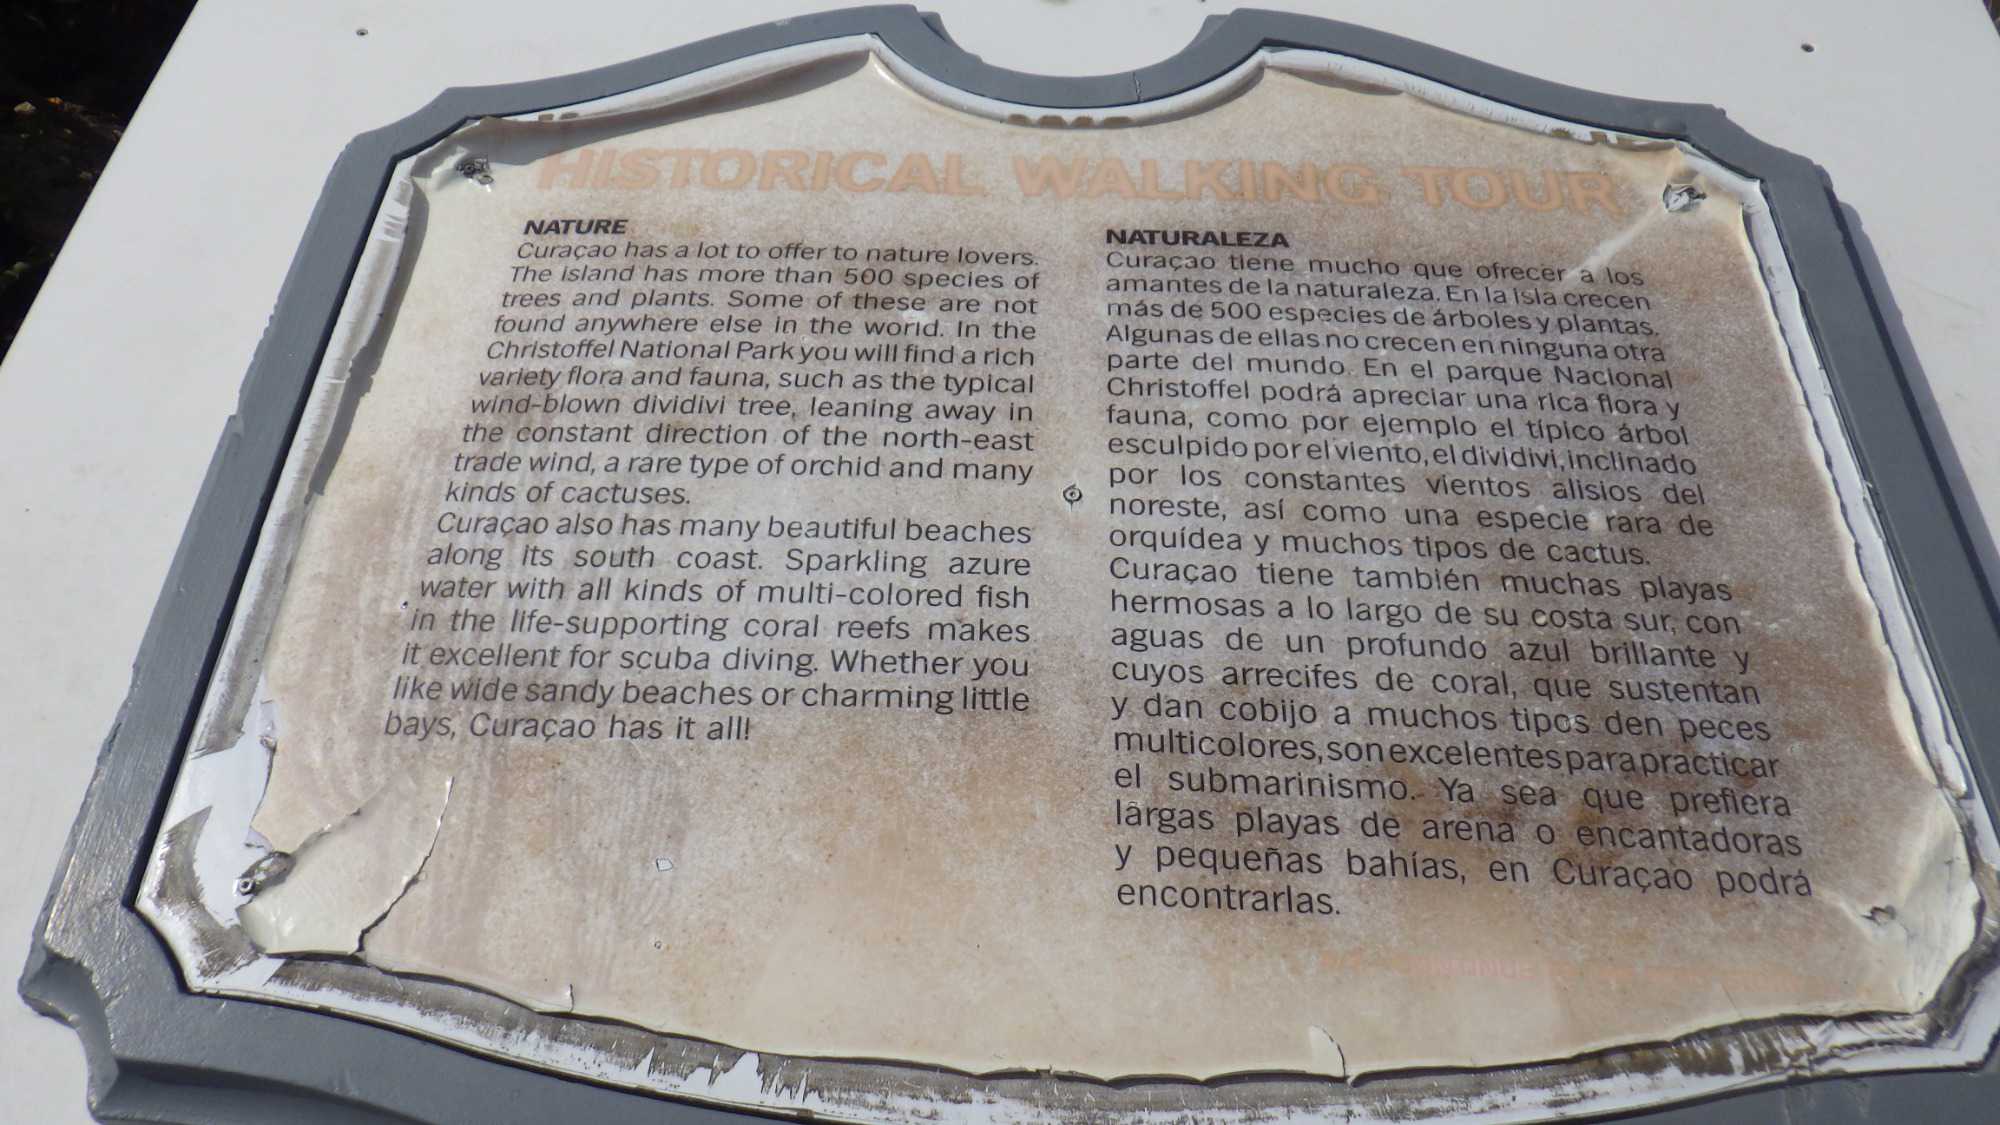 HISTORICAL WALKING TOUR
NATURE
Curaçao has a lot to offer to nature lovers.
The island has more than 500 species of
trees and plants. Some of these are not
found anywhere else in the world. In the
Christoffel National Park you will find a rich
variety flora and fauna, such as the typical
wind-blown dividivi tree, leaning away in
the constant direction of the north-east
trade wind, a rare type of orchid and many
kinds of cactuses.
Curaçao also has many beautiful beaches
along its south coast. Sparkling azure
water with all kinds of multi-colored fish
in the life-supporting coral reefs makes
it excellent for scuba diving. Whether you
like wide sandy beaches or charming little
bays, Curaçao has it all!
NATURALEZA
Curaçao tiene mucho que ofrecer a los
amantes de la naturaleza. En la isla crecen
más de 500 especies de árboles y plantas.
Algunas de ellas no crecen en ninguna otra
parte del mundo. En el parque Nacional
Christoffel podrá apreciar una rica flora y
fauna, como por ejemplo el típico árbol
esculpido por el viento, el dividivi, inclinado
por los constantes vientos alisios del
noreste, así como una especie rara de
orquídea y muchos tipos de cactus.
Curaçao tiene también muchas playas
hermosas a lo largo de su costa sur, con
aguas de un profundo azul brillante y
cuyos arrecifes de coral, que sustentan
y dan cobijo a muchos tipos den peces
multicolores, son excelentes para practicar
el submarinismo. Ya sea que prefiera
largas playas de arena o encantadoras
y pequeñas bahías, en Curaçao podrá
encontrarlas.